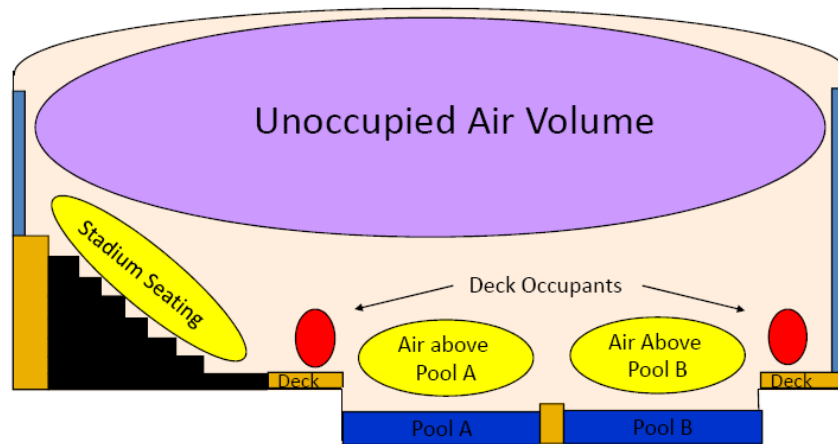 Unoccupied Air Volume
Stadium Seating
Deck Occupants
Air above
Pool A
Air Above
Pool B
Deck
Deck
Pool A
Pool B